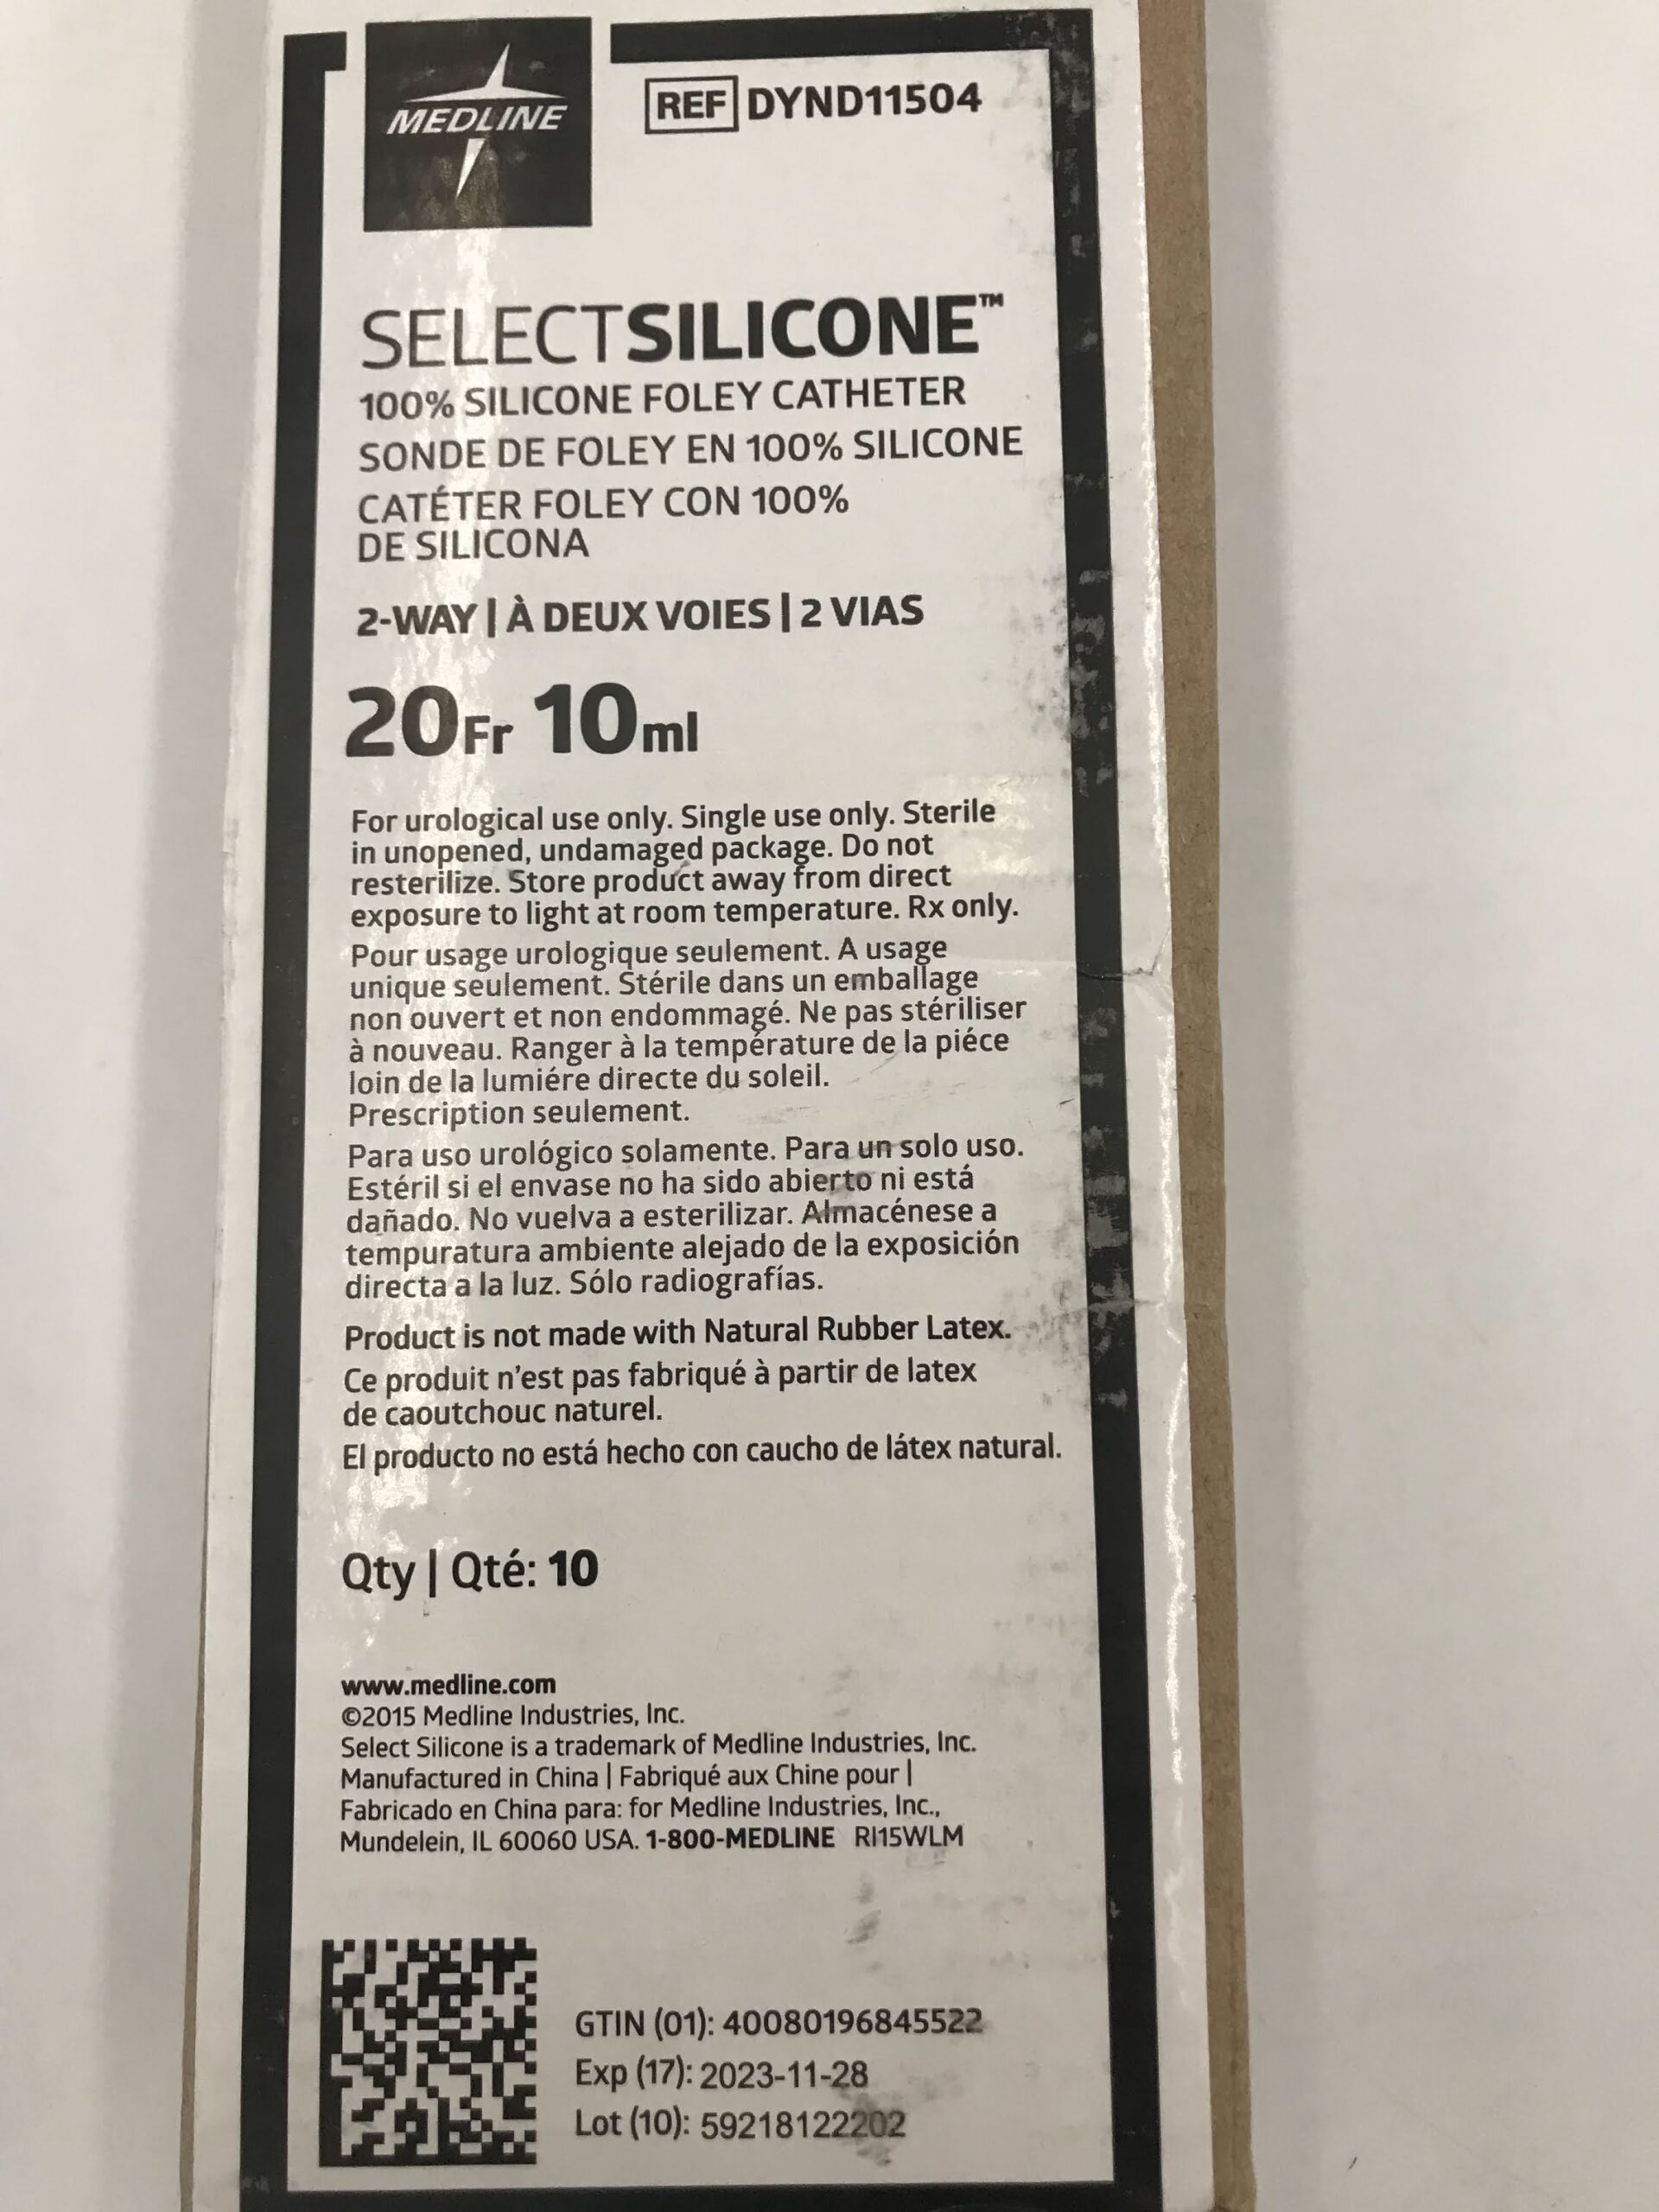 MEDLINE
REF DYND11504
SELECTSILICONE™
100% SILICONE FOLEY CATHETER
SONDE DE FOLEY EN 100% SILICONE
CATÉTER FOLEY CON 100%
DE SILICONA
2-WAY | À DEUX VOIES | 2 VIAS
20Fr 10ml
For urological use only. Single use only. Sterile
in unopened, undamaged package. Do not
resterilize. Store product away from direct
exposure to light at room temperature. Rx only.
Pour usage urologique seulement. A usage
unique seulement. Stérile dans un emballage
non ouvert et non endommagé. Ne pas stériliser
à nouveau. Ranger à la température de la piéce
loin de la lumiére directe du soleil.
Prescription seulement.
Para uso urológico solamente. Para un solo uso.
Estéril si el envase no ha sido abierto ni está
dañado. No vuelva a esterilizar. Almacénese a
tempuratura ambiente alejado de la exposición
directa a la luz. Sólo radiografías.
Product is not made with Natural Rubber Latex.
Ce produit n'est pas fabriqué à partir de latex
de caoutchouc naturel.
El producto no está hecho con caucho de látex natural.
Qty | Qté: 10
www.medline.com
©2015 Medline Industries, Inc.
Select Silicone is a trademark of Medline Industries, Inc.
Manufactured in China | Fabriqué aux Chine pour |
Fabricado en China para: for Medline Industries, Inc.,
Mundelein, IL 60060 USA. 1-800-MEDLINE RI15WLM
GTIN (01): 40080196845522
Exp (17): 2023-11-28
Lot (10): 59218122202